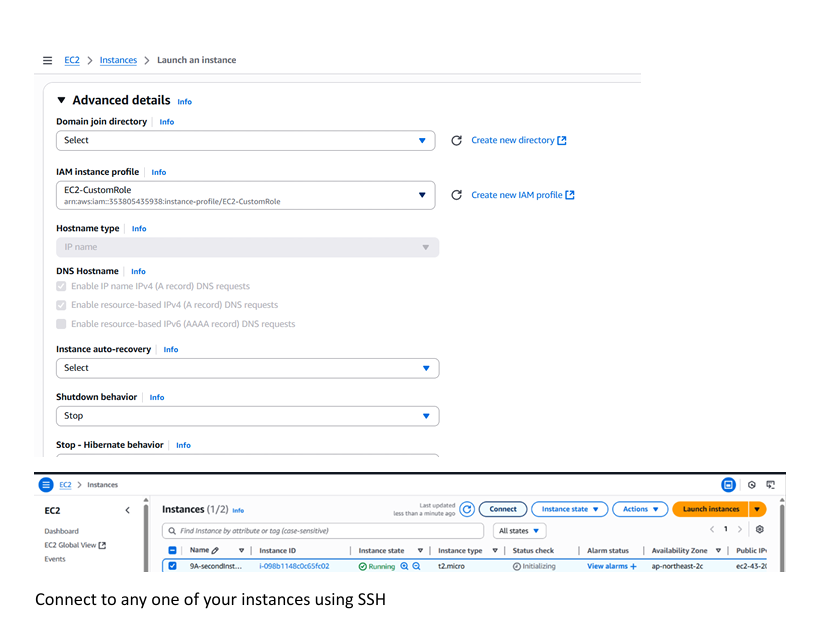 EC2 > Instances > Launch an instance
Advanced details Info
Domain join directory Info
Select Create new directory
IAM instance profile Info
EC2-CustomRole
arn:aws:iam::353805435938:instance-profile/EC2-CustomRole Create new IAM profile
Hostname type Info
IP name
DNS Hostname Info
Enable IP name IPv4 (A record) DNS requests
Enable resource-based IPv4 (A record) DNS requests
Enable resource-based IPv6 (AAAA record) DNS requests
Instance auto-recovery Info
Select
Shutdown behavior Info
Stop
Stop - Hibernate behavior Info
EC2 > Instances
EC2
Dashboard
EC2 Global View
Events
Instances (1/2) Info
Last updated
less than a minute ago
Connect Instance state Actions Launch instances
Find Instance by attribute or tag (case-sensitive) All states < 1 >
Name Instance ID Instance state Instance type Status check Alarm status Availability Zone Public IPv
9A-secondInst... i-098b1148c0c65fc02 Running t2.micro Initializing View alarms + ap-northeast-2c ec2-43-20
Connect to any one of your instances using SSH